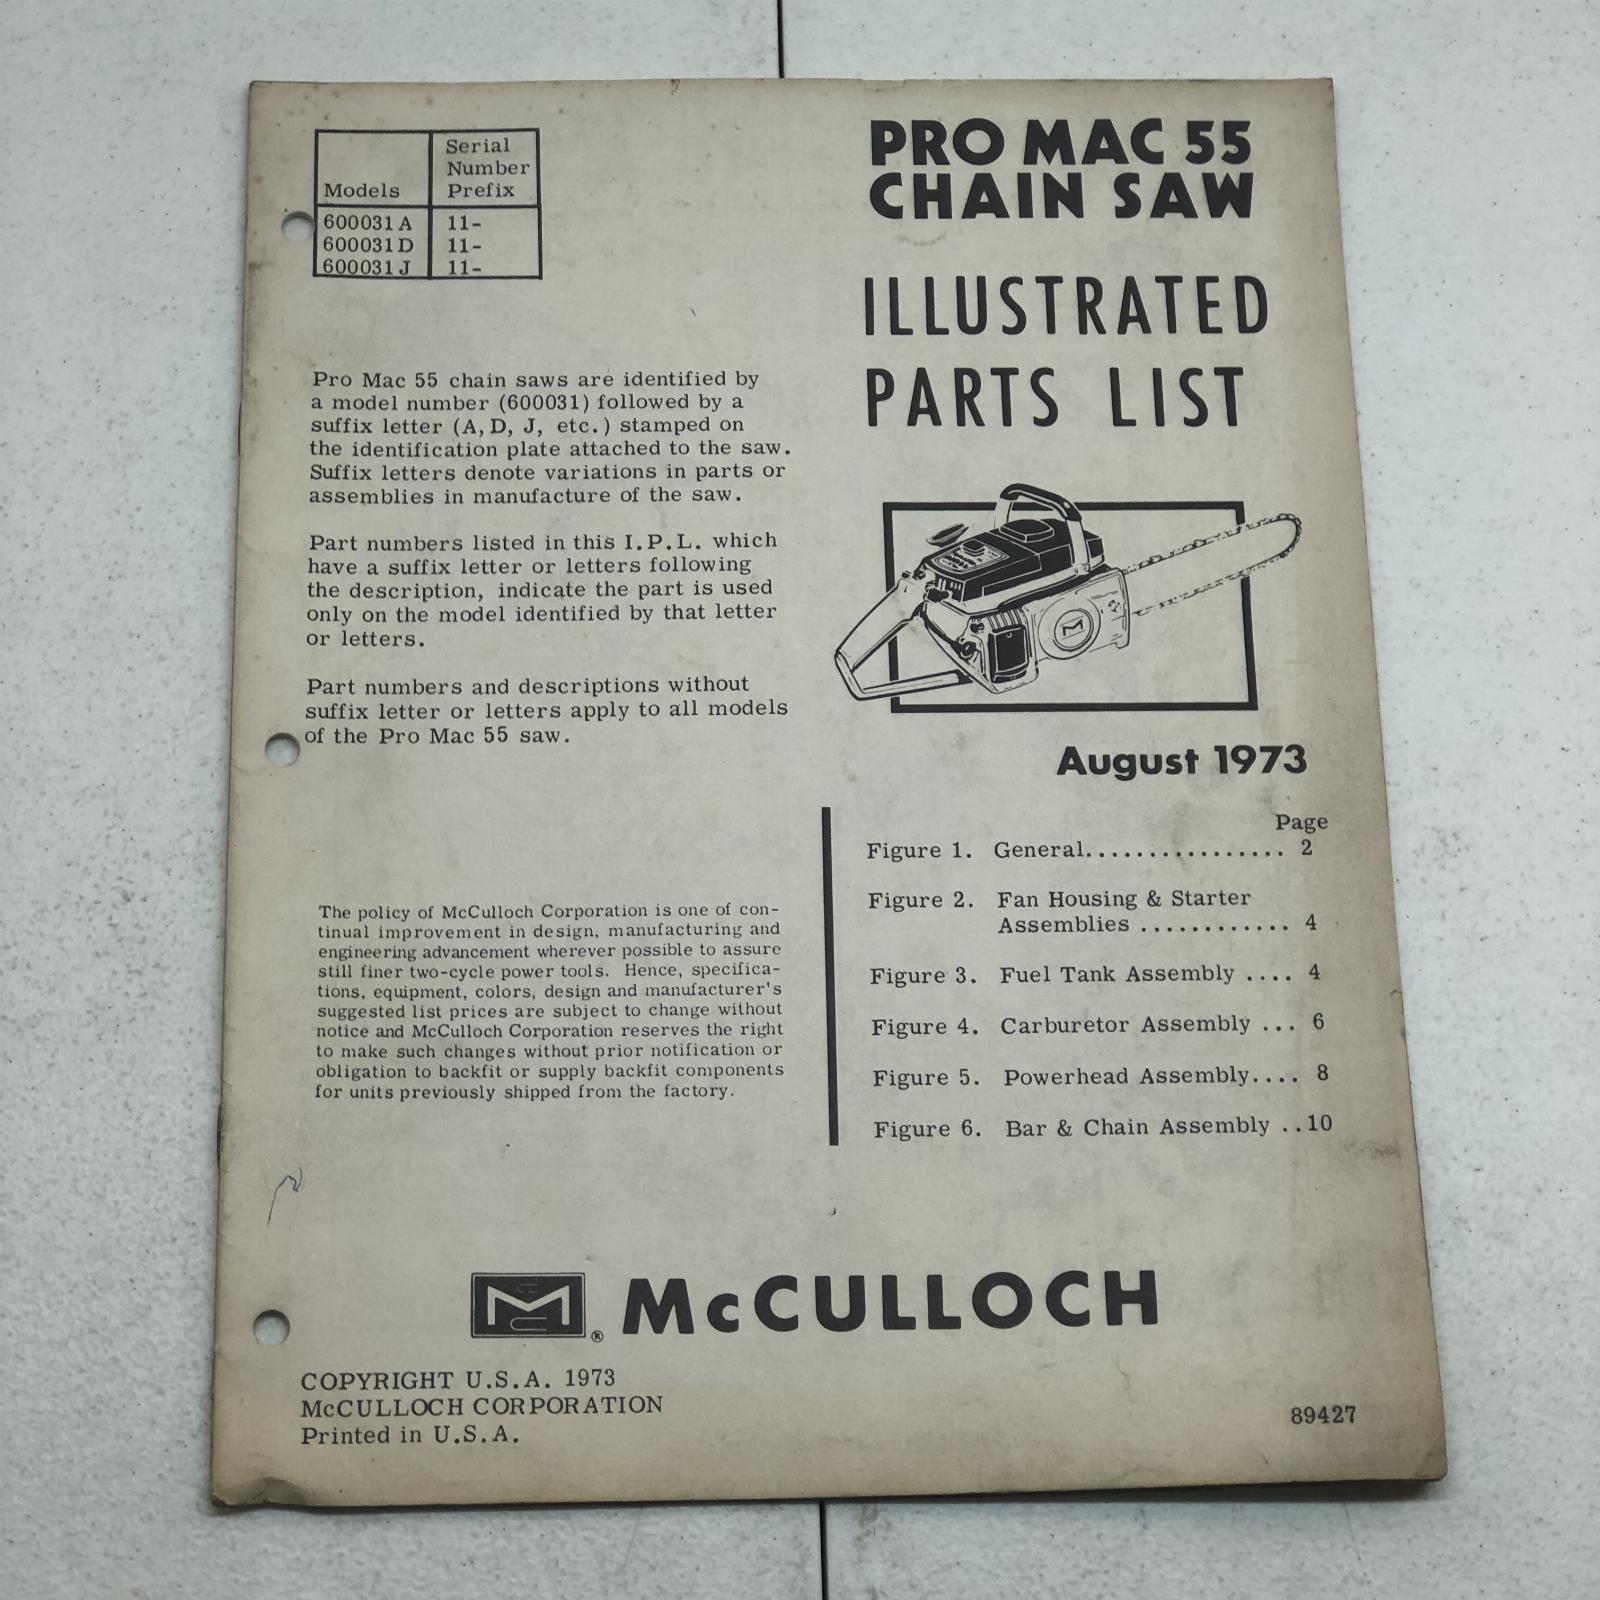 Models Serial Number Prefix
600031A 11-
600031D 11-
600031J 11-
Pro Mac 55 chain saws are identified by
a model number (600031) followed by a
suffix letter (A, D, J, etc.) stamped on
the identification plate attached to the saw.
Suffix letters denote variations in parts or
assemblies in manufacture of the saw.
Part numbers listed in this I.P.L. which
have a suffix letter or letters following
the description, indicate the part is used
only on the model identified by that letter
or letters.
Part numbers and descriptions without
suffix letter or letters apply to all models
of the Pro Mac 55 saw.
The policy of McCulloch Corporation is one of con-
tinual improvement in design, manufacturing and
engineering advancement wherever possible to assure
still finer two-cycle power tools. Hence, specifica-
tions, equipment, colors, design and manufacturer's
suggested list prices are subject to change without
notice and McCulloch Corporation reserves the right
to make such changes without prior notification or
obligation to backfit or supply backfit components
for units previously shipped from the factory.
PRO MAC 55
CHAIN SAW
ILLUSTRATED
PARTS LIST
M
August 1973
Page
Figure 1. General................ 2
Figure 2. Fan Housing & Starter
Assemblies ............ 4
Figure 3. Fuel Tank Assembly .... 4
Figure 4. Carburetor Assembly ... 6
Figure 5. Powerhead Assembly.... 8
Figure 6. Bar & Chain Assembly ..10
M ® McCULLOCH
COPYRIGHT U.S.A. 1973
McCULLOCH CORPORATION
Printed in U.S.A.
89427